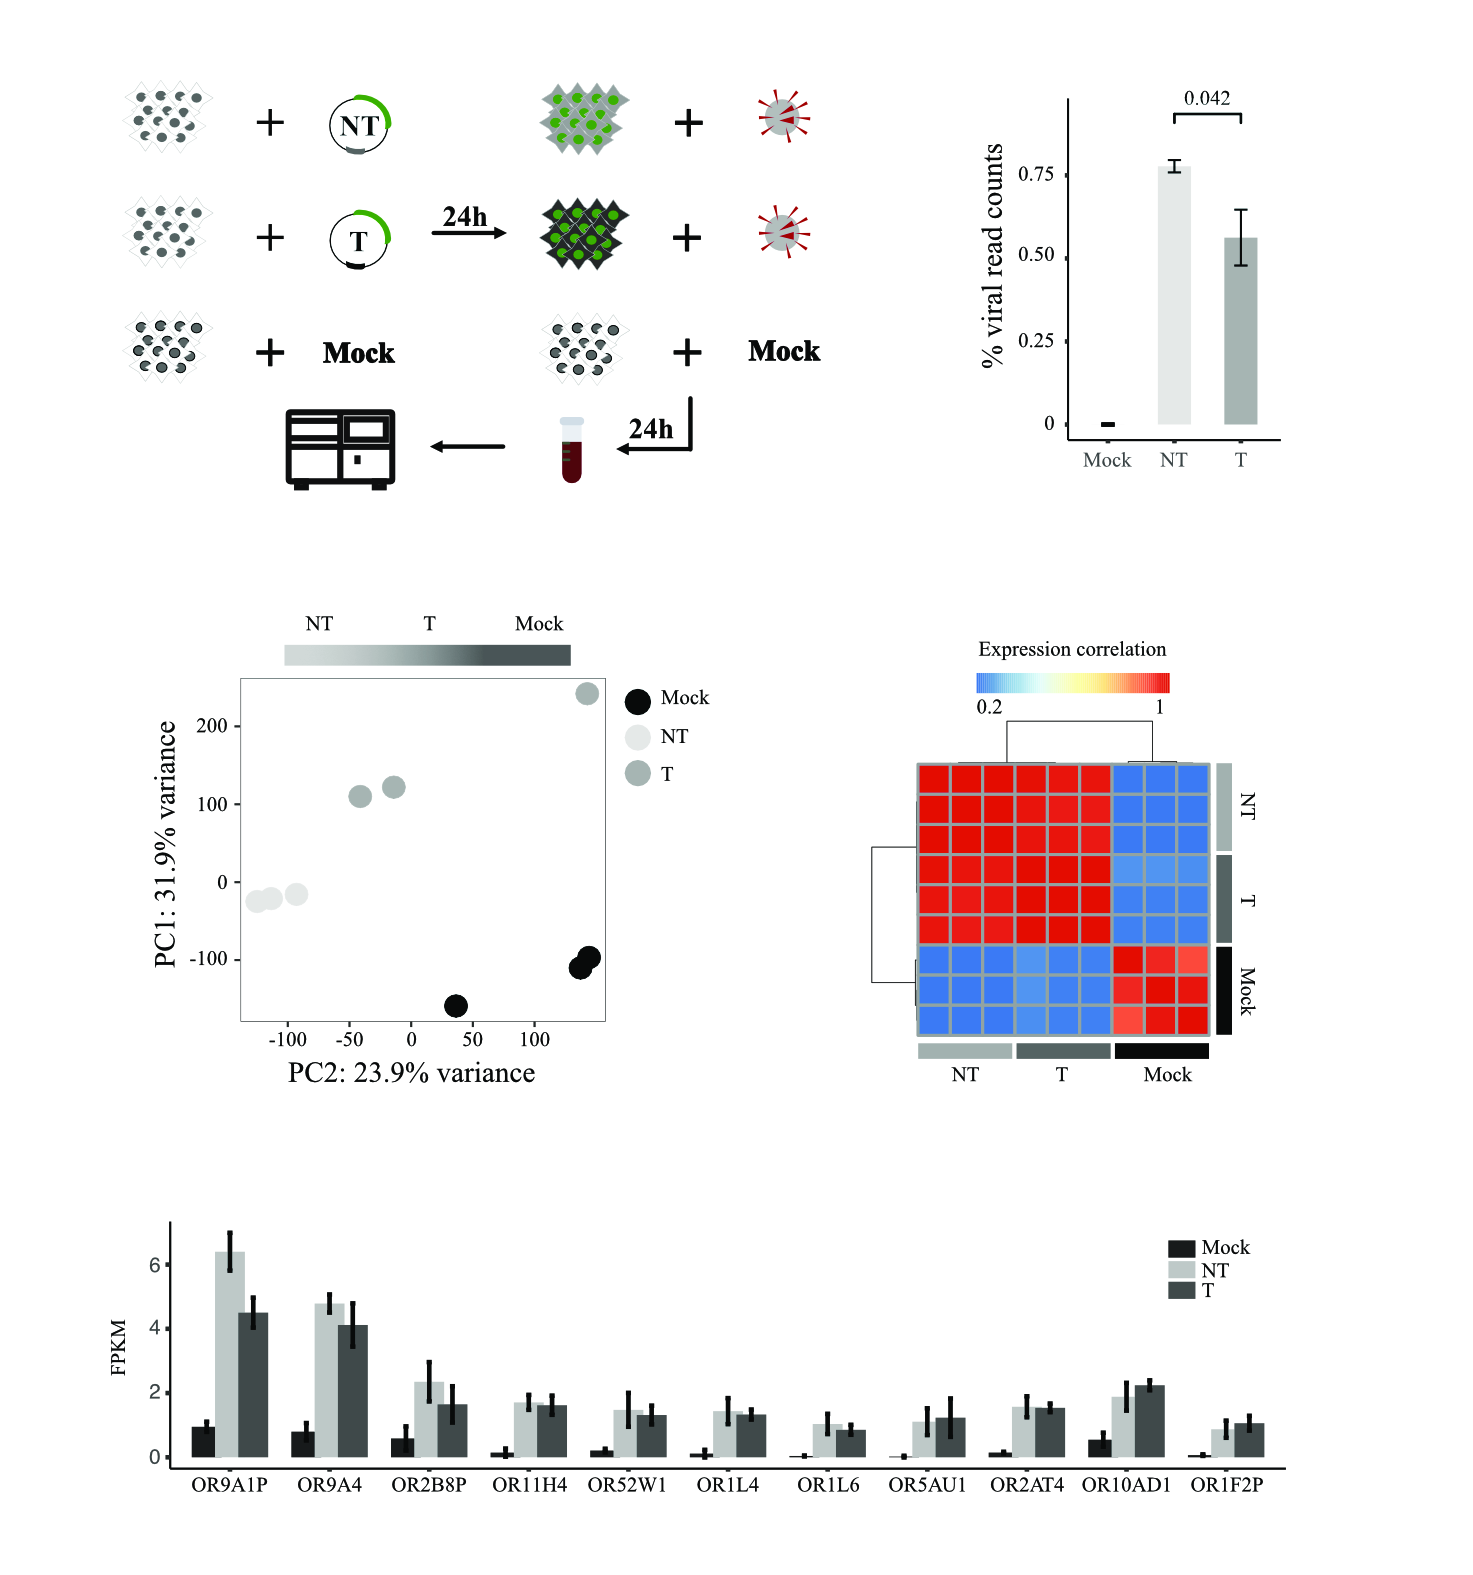 NT
T
24h
Mock
Mock
24h
0.042
% viral read counts
0.75
0.50
0.25
0
Mock NT T
NT T Mock
PC1: 31.9% variance
200
100
0
-100
-100 -50 0 50 100
PC2: 23.9% variance
Mock
NT
T
Expression correlation
0.2 1
NT
T
Mock
NT T Mock
FPKM
6
4
2
0
OR9A1P OR9A4 OR2B8P OR11H4 OR52W1 OR1L4 OR1L6 OR5AU1 OR2AT4 OR10AD1 OR1F2P
Mock
NT
T